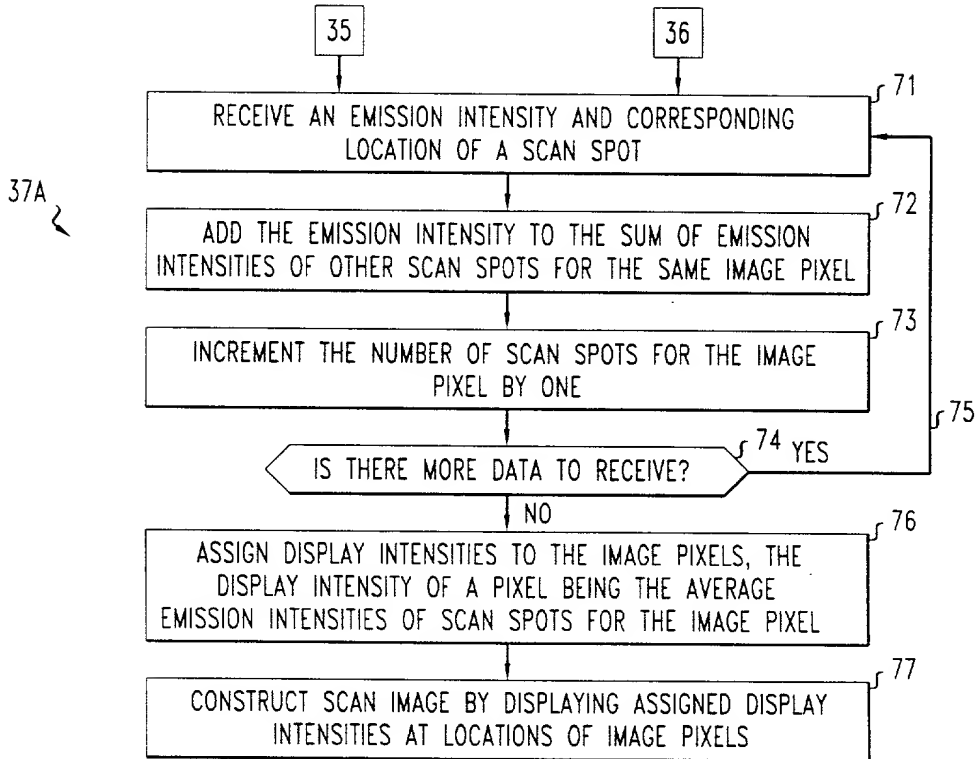 35
36
71
RECEIVE AN EMISSION INTENSITY AND CORRESPONDING
LOCATION OF A SCAN SPOT
37A
72
ADD THE EMISSION INTENSITY TO THE SUM OF EMISSION
INTENSITIES OF OTHER SCAN SPOTS FOR THE SAME IMAGE PIXEL
73
INCREMENT THE NUMBER OF SCAN SPOTS FOR THE IMAGE
PIXEL BY ONE
75
74
YES
IS THERE MORE DATA TO RECEIVE?
NO
76
ASSIGN DISPLAY INTENSITIES TO THE IMAGE PIXELS, THE
DISPLAY INTENSITY OF A PIXEL BEING THE AVERAGE
EMISSION INTENSITIES OF SCAN SPOTS FOR THE IMAGE PIXEL
77
CONSTRUCT SCAN IMAGE BY DISPLAYING ASSIGNED DISPLAY
INTENSITIES AT LOCATIONS OF IMAGE PIXELS